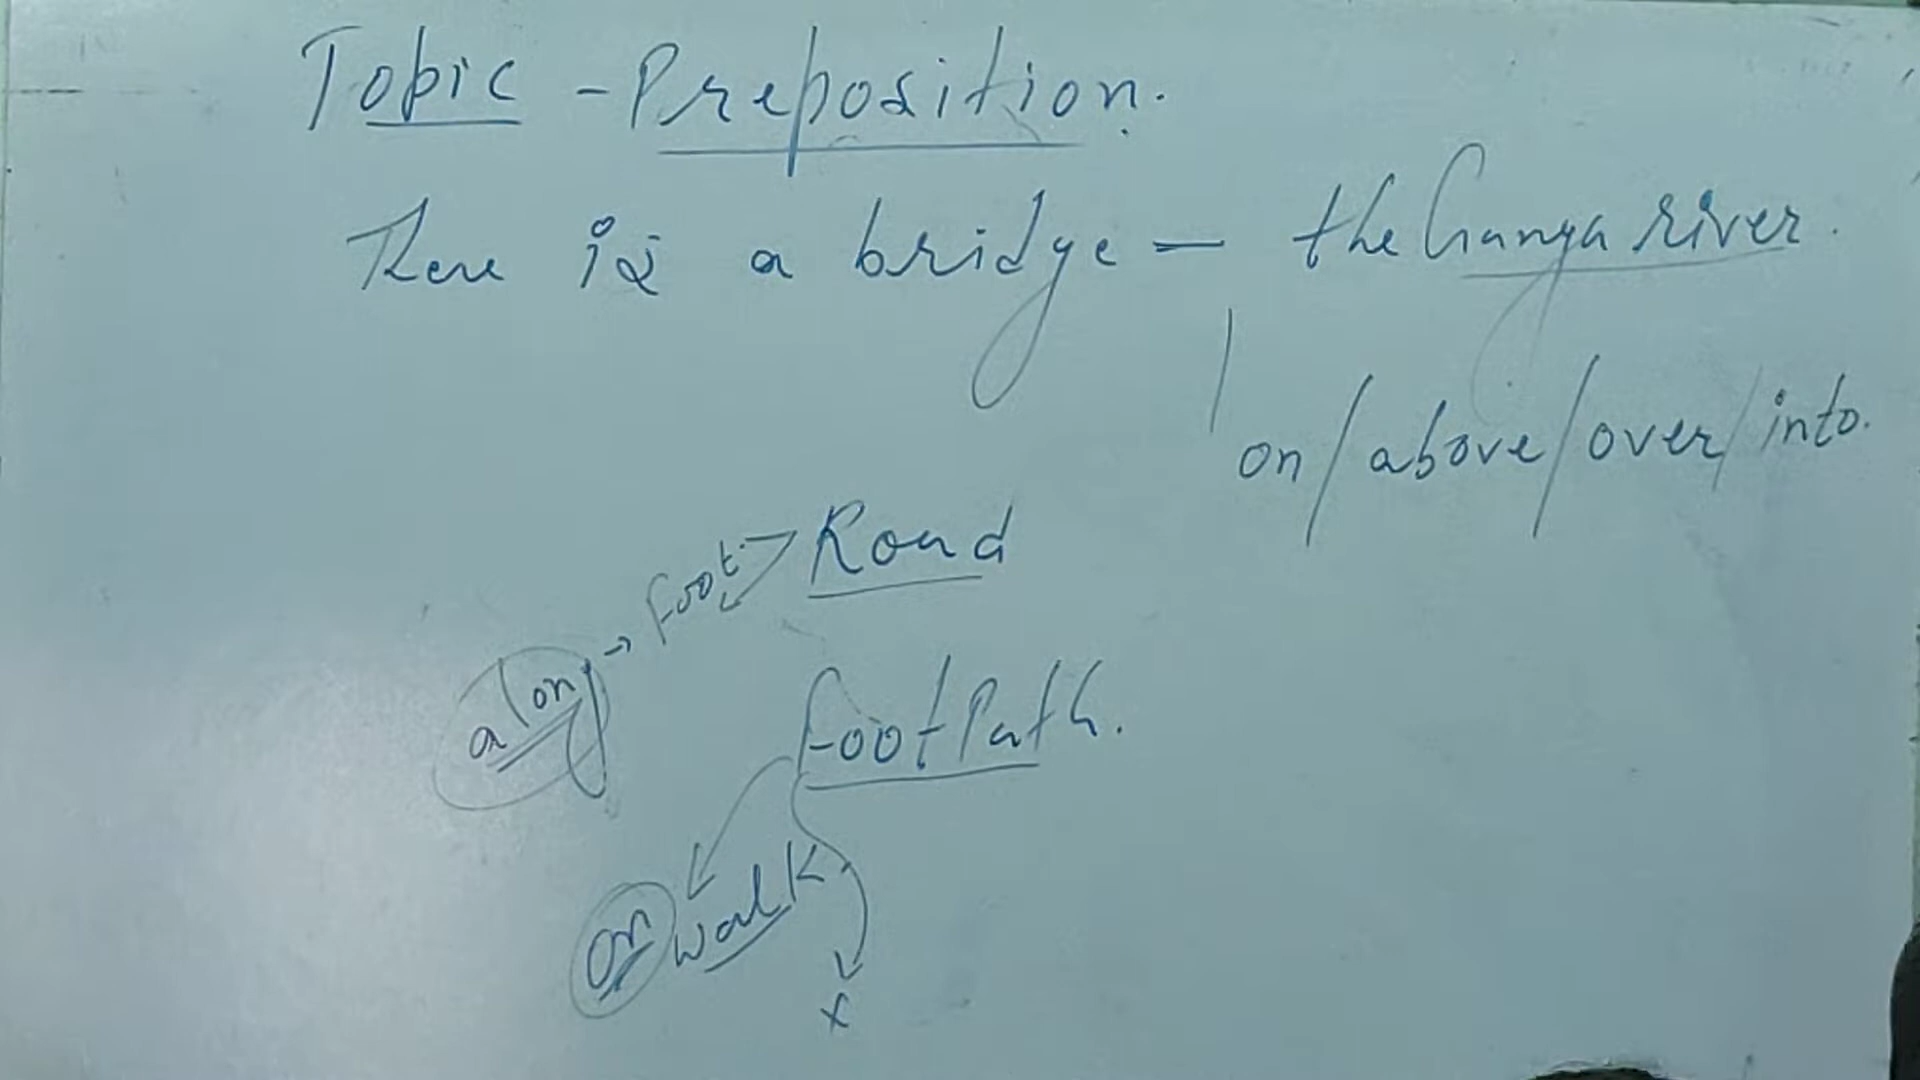 Topic - Preposition.
There is a bridge — the Ganga river.
on/above/over/into.
along → foot → Road
FootPath.
on walk
x